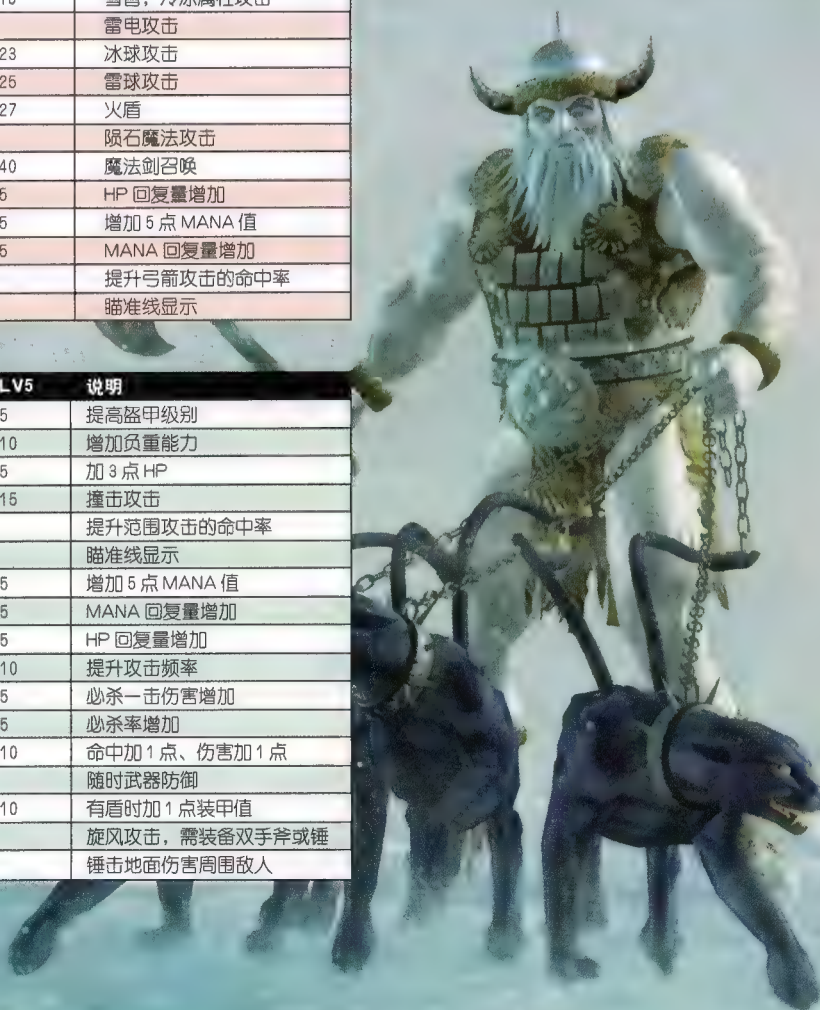 雷电攻击
23 冰球攻击
25 雷球攻击
27 火盾
陨石魔法攻击
40 魔法剑召唤
5 HP 回复量增加
5 增加 5 点 MANA 值
5 MANA 回复量增加
提升弓箭攻击的命中率
瞄准线显示
LV5 说明
5 提高盔甲级别
10 增加负重能力
5 加 3 点 HP
15 撞击攻击
提升范围攻击的命中率
瞄准线显示
5 增加 5 点 MANA 值
5 MANA 回复量增加
5 HP 回复量增加
10 提升攻击频率
5 必杀一击伤害增加
5 必杀率增加
10 命中加 1 点、伤害加 1 点
随时武器防御
10 有盾时加 1 点装甲值
旋风攻击，需装备双手斧或锤
锤击地面伤害周围敌人